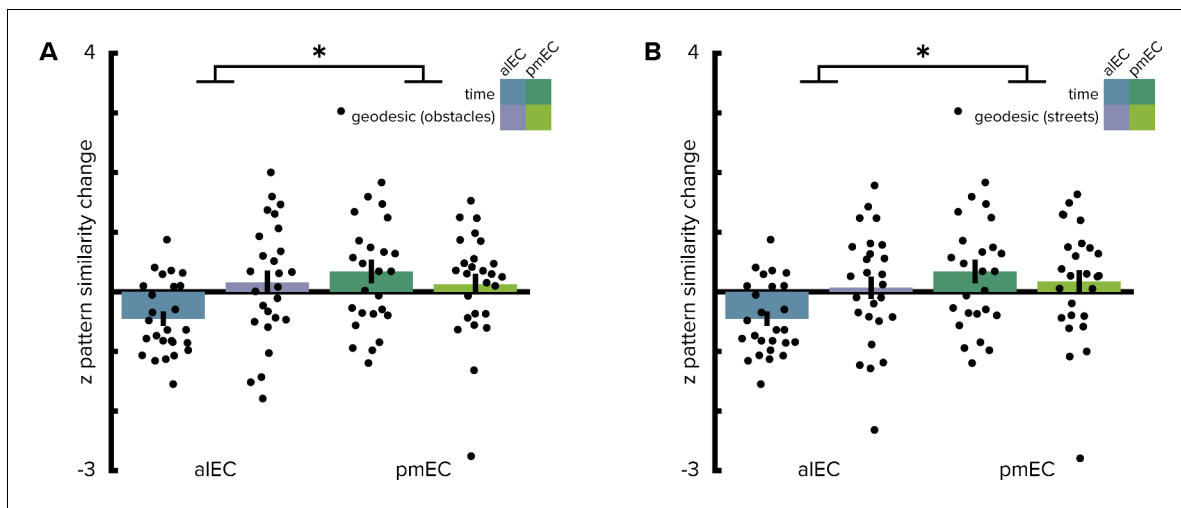 A
4
*
alEC
pmEC
time
geodesic (obstacles)
z pattern similarity change
-3
alEC
pmEC
B
4
*
alEC
pmEC
time
geodesic (streets)
z pattern similarity change
-3
alEC
pmEC